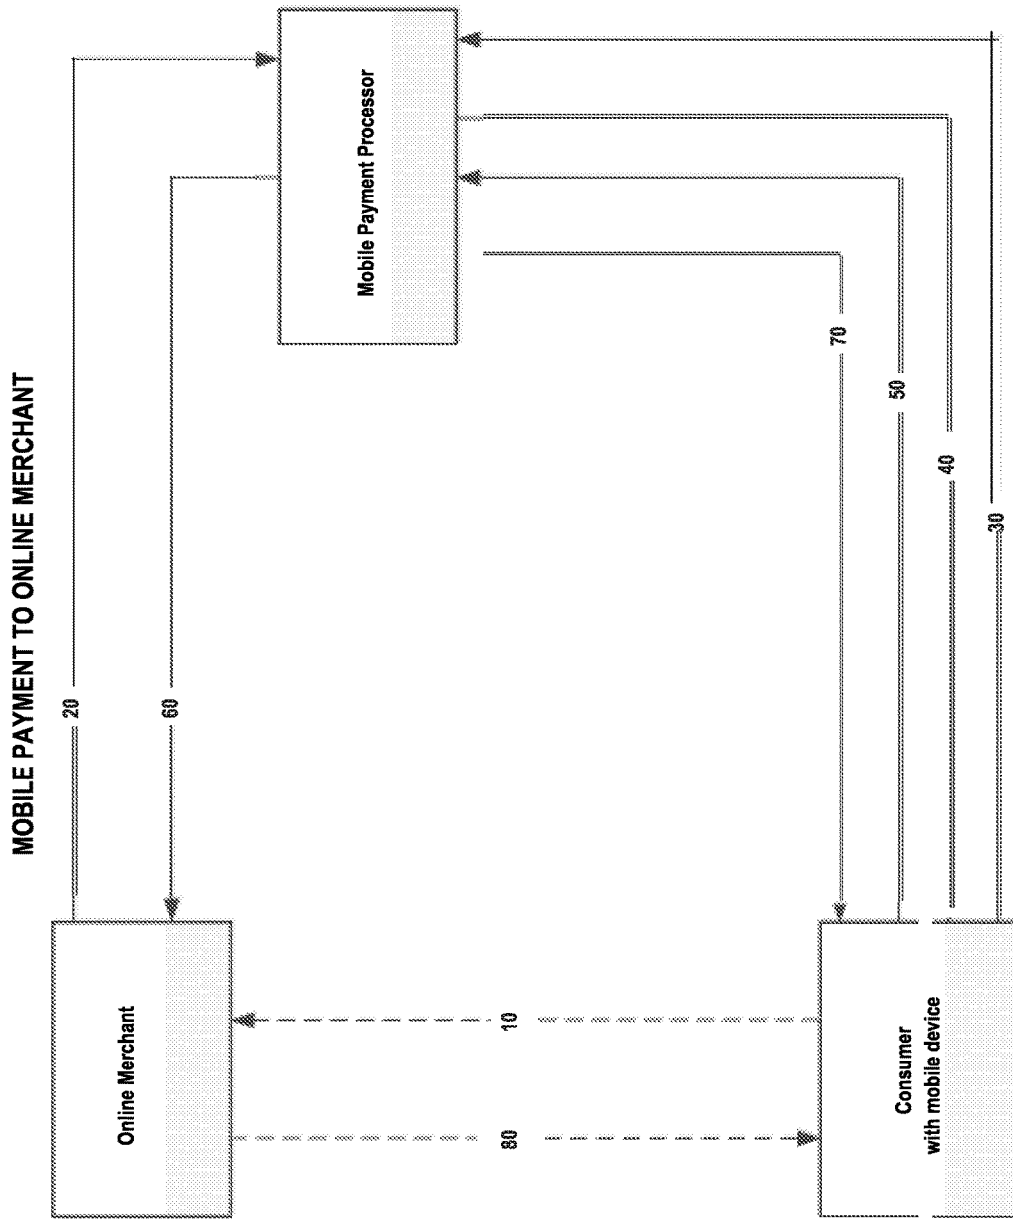 MOBILE PAYMENT TO ONLINE MERCHANT
Online Merchant
20
60
Mobile Payment Processor
10
80
70
50
40
30
Consumer
with mobile device